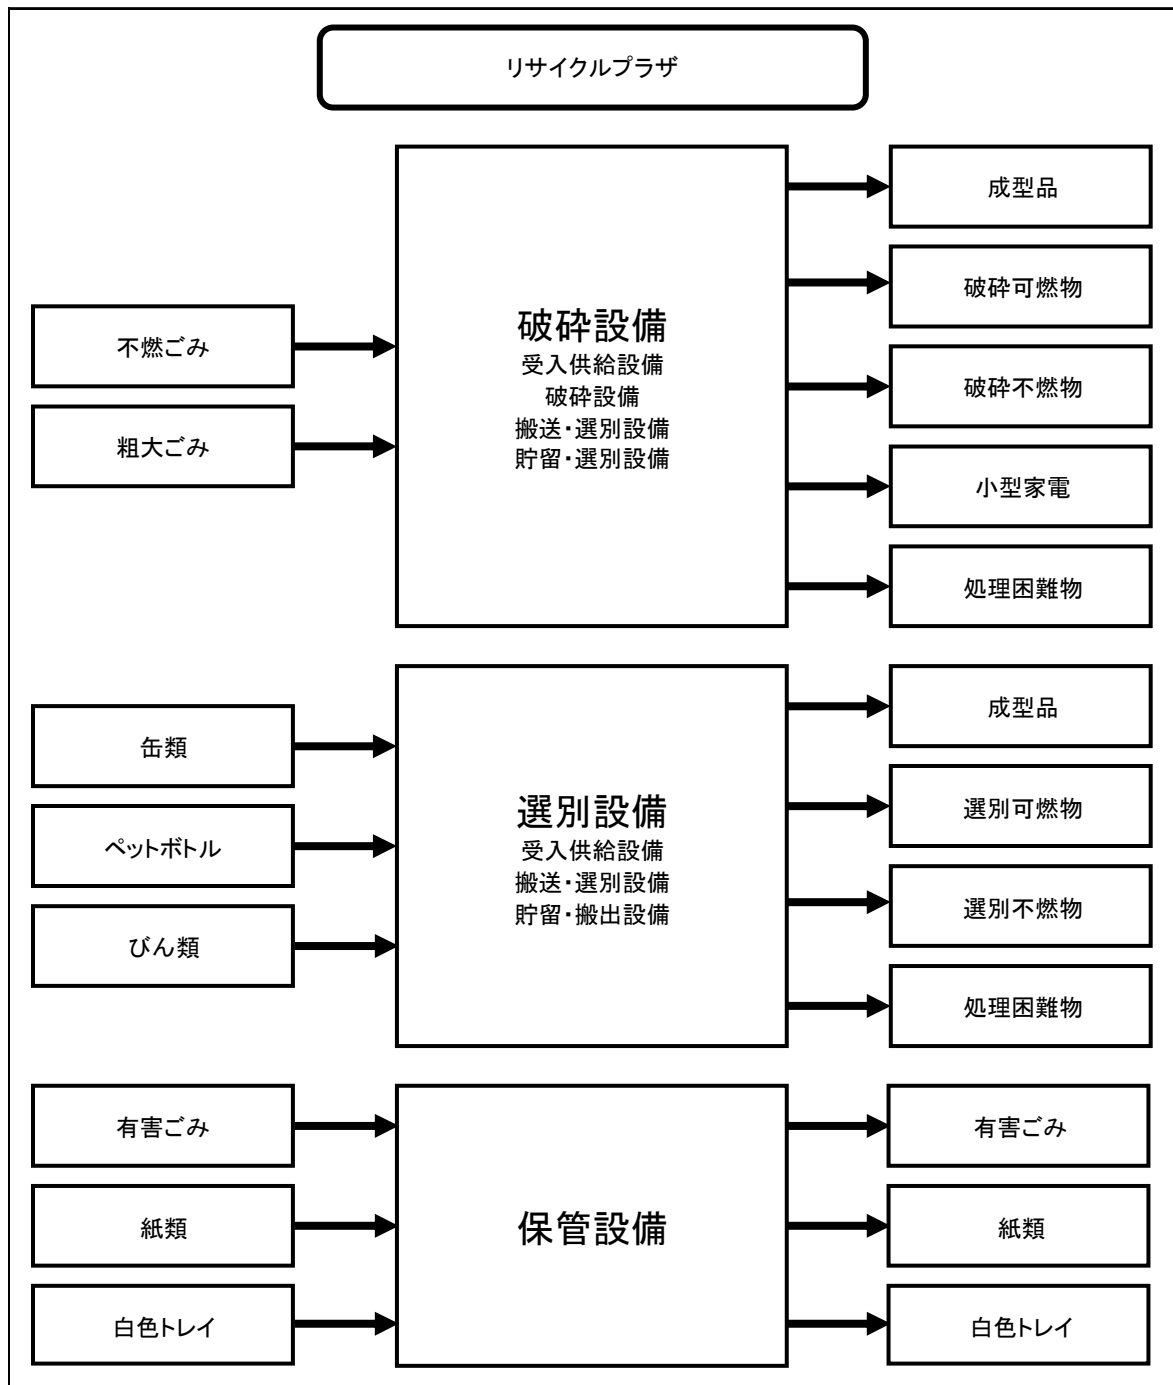 リサイクルプラザ
不燃ごみ
粗大ごみ
破砕設備
受入供給設備
破砕設備
搬送・選別設備
貯留・選別設備
成型品
破砕可燃物
破砕不燃物
小型家電
処理困難物
缶類
ペットボトル
びん類
選別設備
受入供給設備
搬送・選別設備
貯留・搬出設備
成型品
選別可燃物
選別不燃物
処理困難物
有害ごみ
紙類
白色トレイ
保管設備
有害ごみ
紙類
白色トレイ